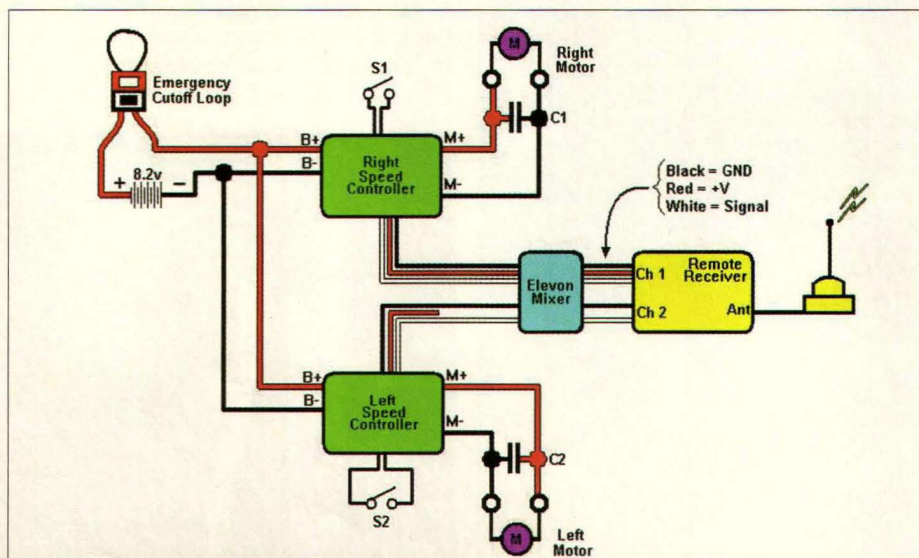 Emergency
Cutoff Loop
8.2v
+
−
S1
B+
B-
Right
Speed
Controller
M+
M-
M
Right
Motor
C1
Black = GND
Red = +V
White = Signal
Elevon
Mixer
Ch 1
Ch 2
Remote
Receiver
Ant
B+
B-
Left
Speed
Controller
M+
M-
S2
C2
M
Left
Motor